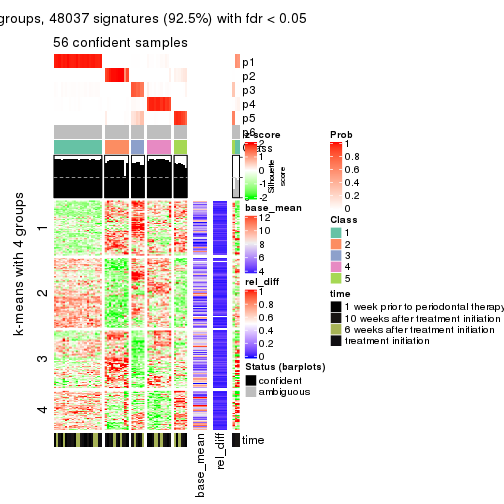 groups, 48037 signatures (92.5%) with fdr < 0.05
56 confident samples
p1
p2
p3
p4
p5
p6
Class
z-score
2
1
0
-1
-2
Silhouette
score
Prob
1
0.8
0.6
0.4
0.2
0
base_mean
12
10
8
6
4
Class
1
2
3
4
5
rel_diff
1
0.8
0.6
0.4
0.2
0
time
1 week prior to periodontal therapy
10 weeks after treatment initiation
6 weeks after treatment initiation
treatment initiation
Status (barplots)
confident
ambiguous
k-means with 4 groups
1
2
3
4
time
base_mean
rel_diff